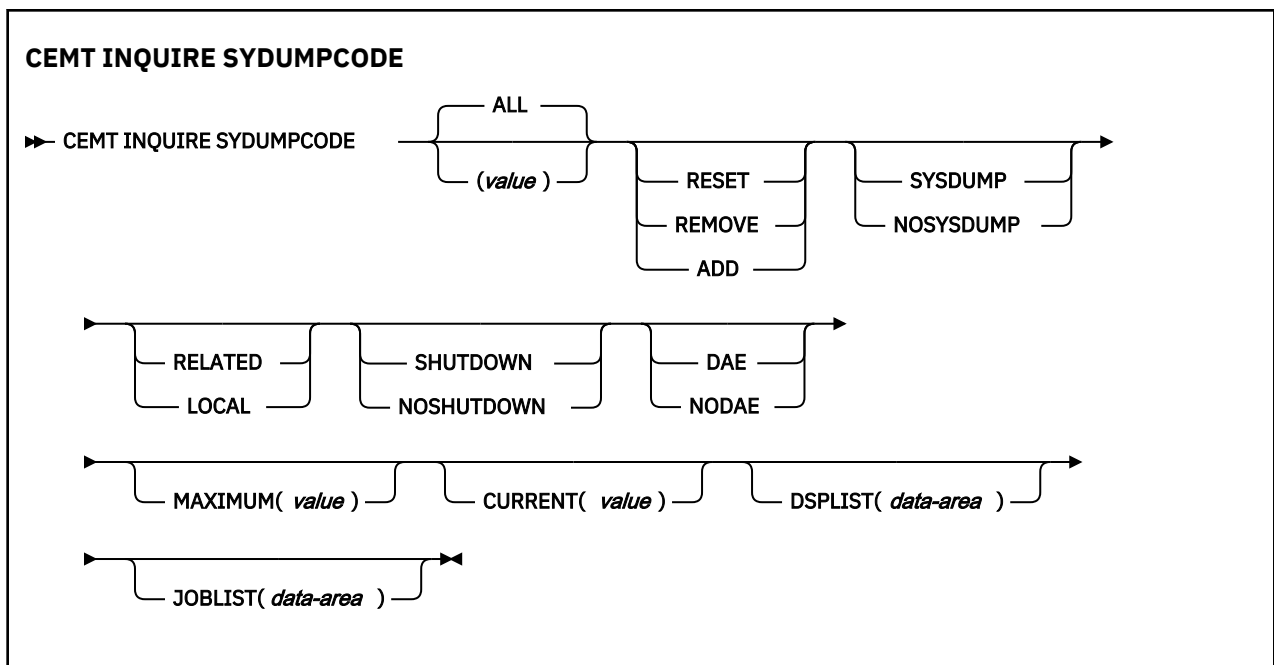 CEMT INQUIRE SYDUMPCODE
ALL
CEMT INQUIRE SYDUMPCODE
(value )
RESET
REMOVE
ADD
SYSDUMP
NOSYSDUMP
RELATED
LOCAL
SHUTDOWN
NOSHUTDOWN
DAE
NODAE
MAXIMUM( value )
CURRENT( value )
DSPLIST( data-area )
JOBLIST( data-area )